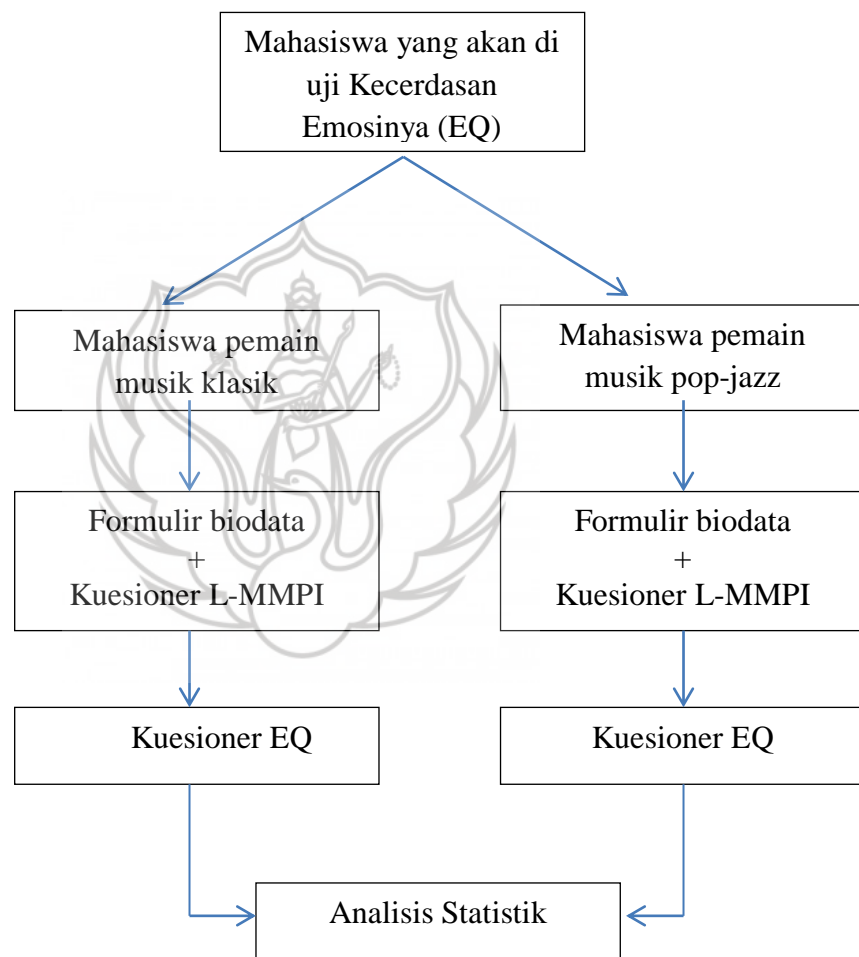 Mahasiswa yang akan di
uji Kecerdasan
Emosinya (EQ)
Mahasiswa pemain
musik klasik
Mahasiswa pemain
musik pop-jazz
Formulir biodata
+
Kuesioner L-MMPI
Formulir biodata
+
Kuesioner L-MMPI
Kuesioner EQ
Kuesioner EQ
Analisis Statistik